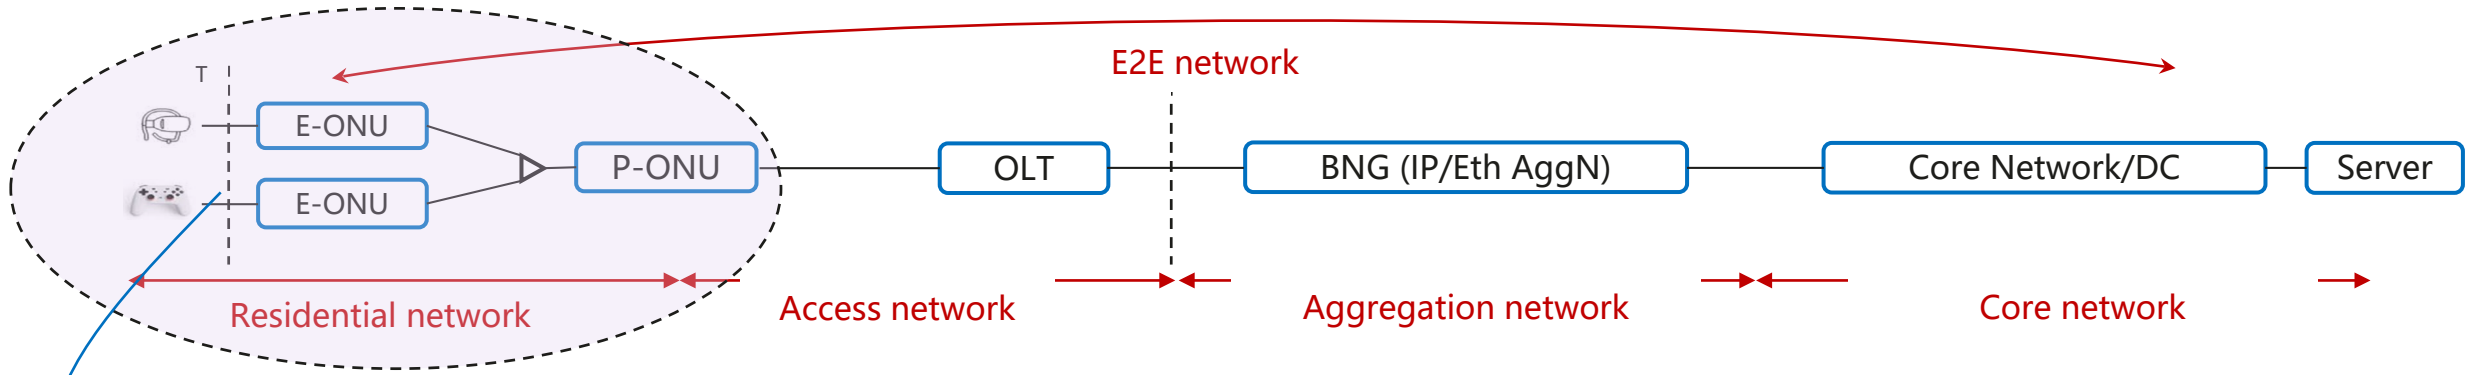 E2E network
T
E-ONU
E-ONU
P-ONU
OLT
BNG (IP/Eth AggN)
Core Network/DC
Server
Residential network
Access network
Aggregation network
Core network